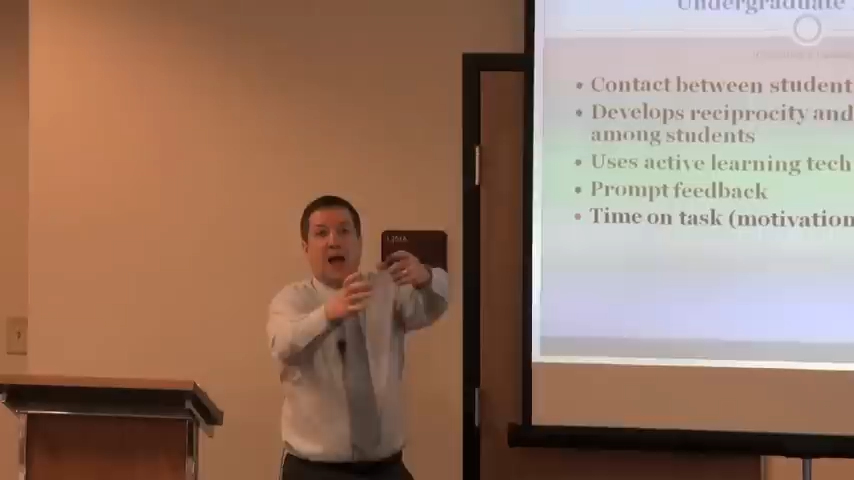 Undergraduate
• Contact between student
• Develops reciprocity and
among students
• Uses active learning tech
• Prompt feedback
• Time on task (motivation